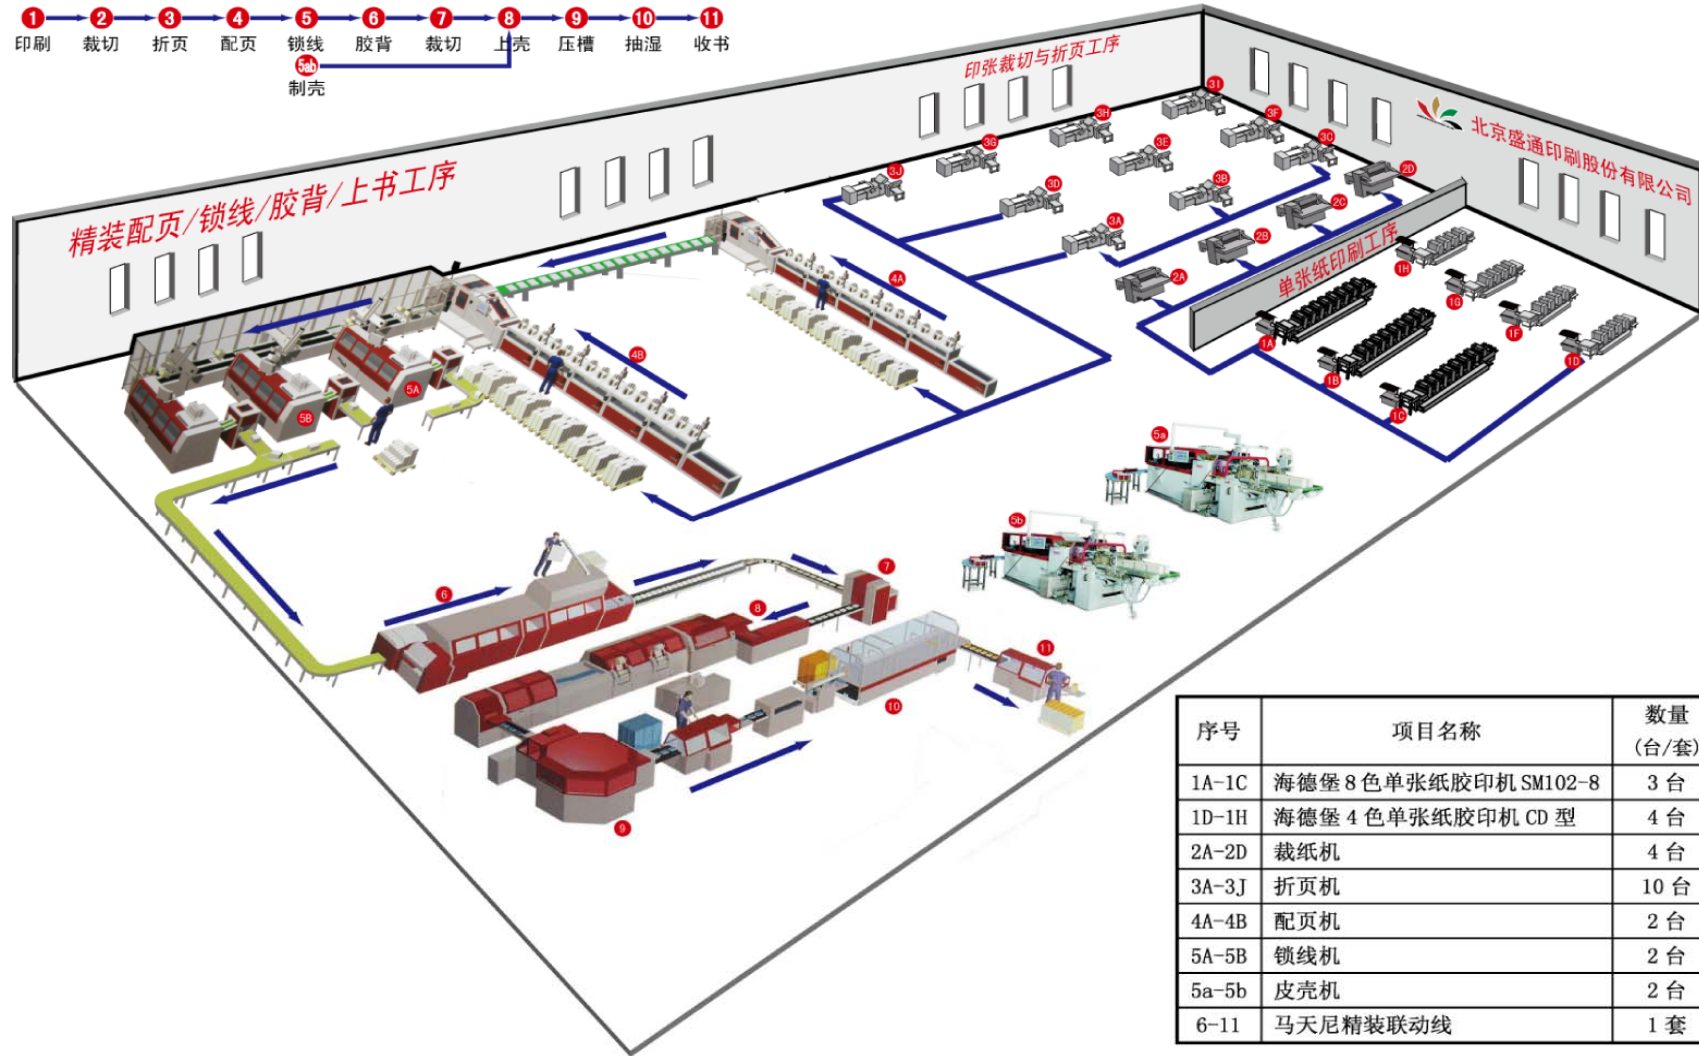 1 2 3 4 5 6 7 8 9 10 11
印刷 裁切 折页 配页 锁线 胶背 裁切 上壳 压槽 抽湿 收书
5ab
制壳
印张裁切与折页工序
北京盛通印刷股份有限公司
精装配页/锁线/胶背/上书工序
单张纸印刷工序
3I
3H
3F
3G
3E
3C
3J
3D
3B
2D
3A
2C
2B
2A
1H
1G
1F
1D
1A
1B
1C
4A
4B
5A
5B
5a
5b
6
7
8
9
10
11
序号 项目名称 数量
(台/套)
1A-1C 海德堡8色单张纸胶印机SM102-8 3台
1D-1H 海德堡4色单张纸胶印机CD型 4台
2A-2D 裁纸机 4台
3A-3J 折页机 10台
4A-4B 配页机 2台
5A-5B 锁线机 2台
5a-5b 皮壳机 2台
6-11 马天尼精装联动线 1套